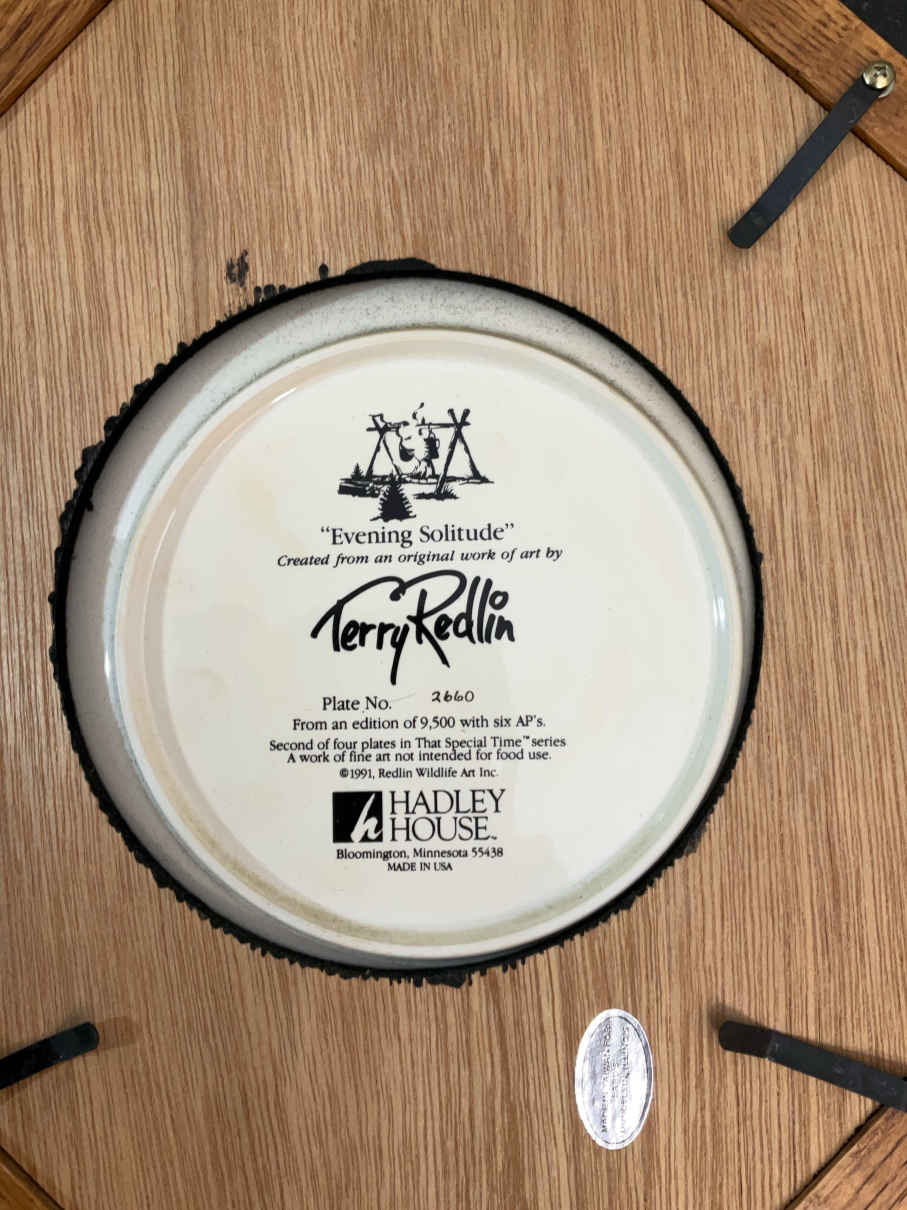 “Evening Solitude”
Created from an original work of art by
Terry Redlin
Plate No. 2660
From an edition of 9,500 with six AP's.
Second of four plates in That Special Time™ series
A work of fine art not intended for food use.
©1991, Redlin Wildlife Art Inc.
h HADLEY
HOUSE™
Bloomington, Minnesota 55438
MADE IN USA